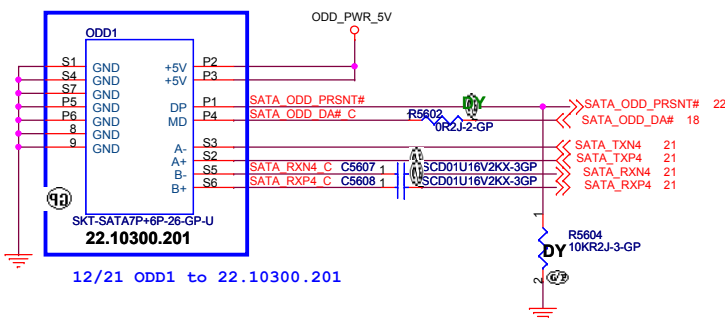 ODD1
ODD_PWR_5V
S1 GND
S4 GND
S7 GND
P5 GND
P6 GND
8 GND
9 GND
+5V P2
+5V P3
DP P1 SATA_ODD_PRSNT# SATA_ODD_PRSNT# 22
MD P4 SATA_ODD_DA#_C 1 R5602 DY SATA_ODD_DA# 18
0R2J-2-GP
A- S3 SATA_TXN4 21
A+ S2 SATA_TXP4 21
B- S5 SATA_RXN4_C C5607 1 SCD01U16V2KX-3GP SATA_RXN4 21
B+ S6 SATA_RXP4_C C5608 1 SCD01U16V2KX-3GP SATA_RXP4 21
GP
SKT-SATA7P+6P-26-GP-U
22.10300.201
1
R5604
10KR2J-3-GP
DY
2
12/21 ODD1 to 22.10300.201